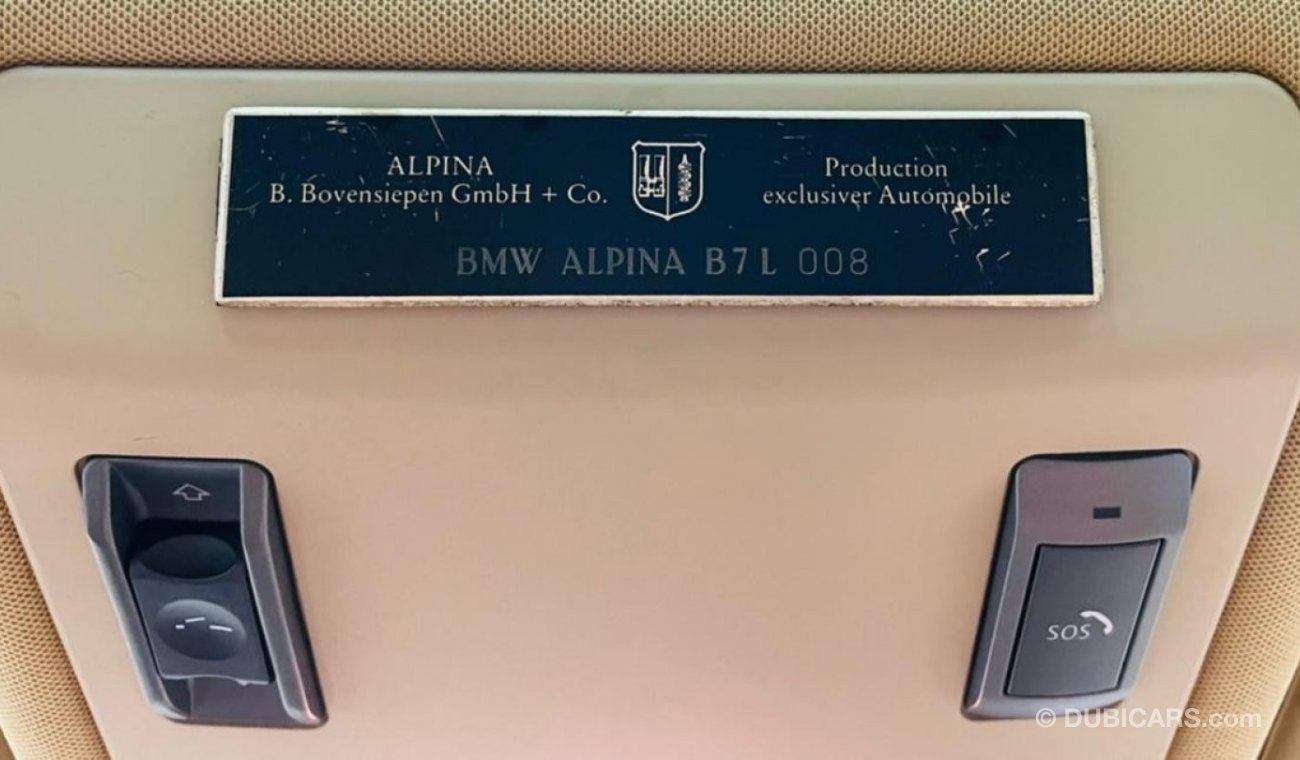 ALPINA
B. Bovensiepen GmbH + Co.
Production
exclusiver Automobile
BMW ALPINA B7 L 008
SOS
© DUBICARS.com